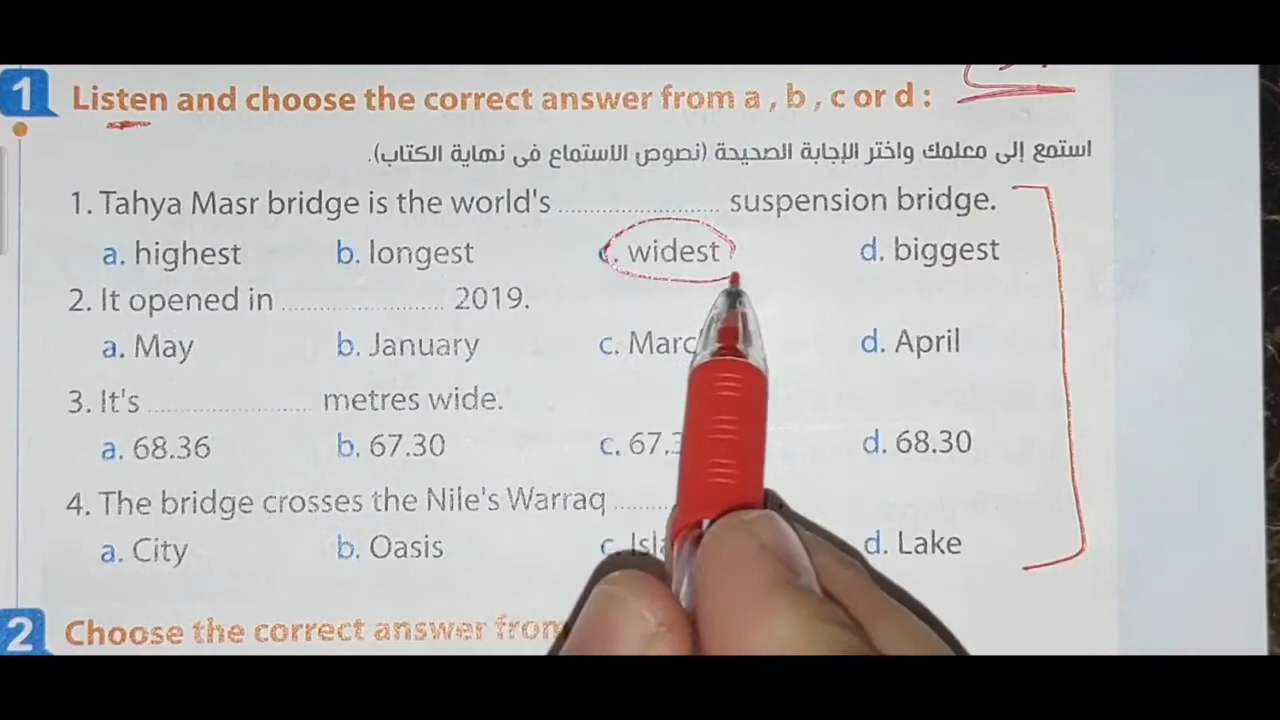 1 Listen and choose the correct answer from a , b , c or d :
استمع إلى معلمك واختر الإجابة الصحيحة (نصوص الاستماع فى نهاية الكتاب).
1. Tahya Masr bridge is the world's ........................ suspension bridge.
a. highest b. longest c. widest d. biggest
2. It opened in ........................ 2019.
a. May b. January c. d. April
3. It's ........................ metres wide.
a. 68.36 b. 67.30 c. d. 68.30
4. The bridge crosses the Nile's Warraq .........
a. City b. Oasis c. d. Lake
2 Choose the correct answer from